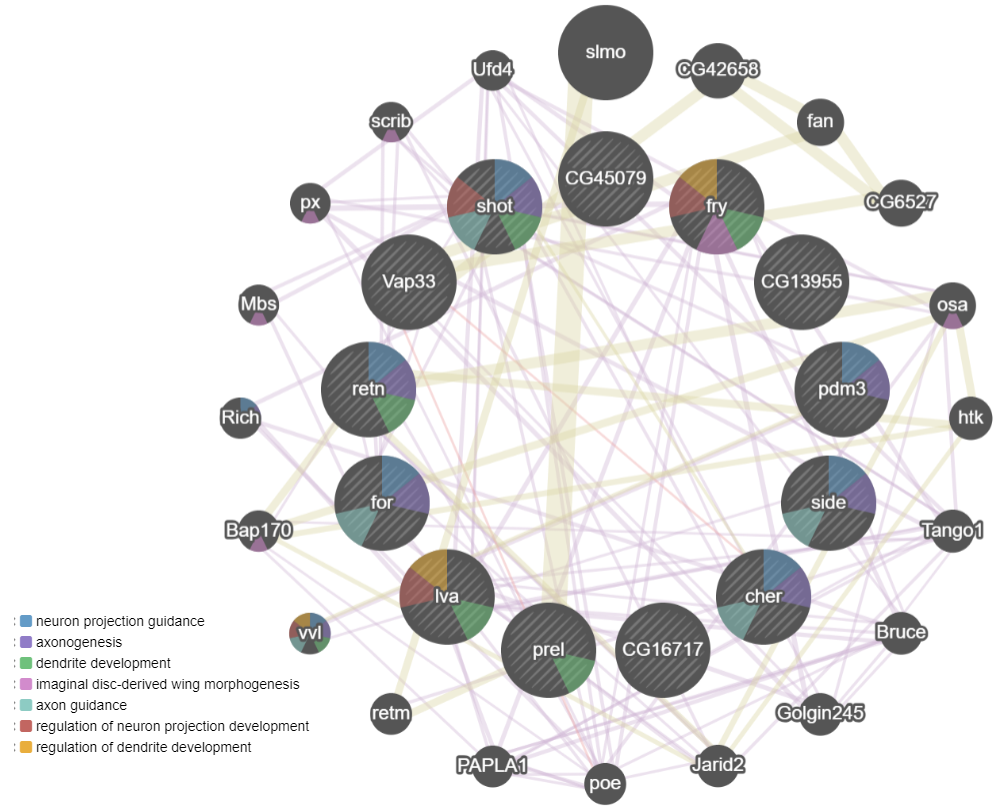 slmo
Ufd4
CG42658
scrib
fan
CG45079
px
shot
fry
CG6527
Vap33
CG13955
Mbs
osa
retn
pdm3
Rich
htk
for
side
Bap170
Tango1
lva
cher
: neuron projection guidance
vvl
prel
CG16717
Bruce
: axonogenesis
: dendrite development
: imaginal disc-derived wing morphogenesis
: axon guidance
retm
Golgin245
: regulation of neuron projection development
: regulation of dendrite development
PAPLA1
poe
Jarid2